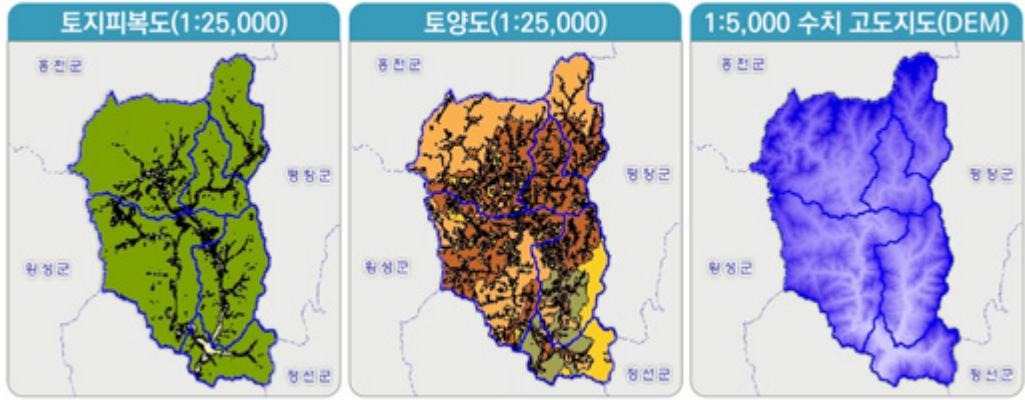 토지피복도(1:25,000)
토양도(1:25,000)
1:5,000 수치 고도지도(DEM)
홍천군
평창군
횡성군
정선군
홍천군
평창군
횡성군
정선군
홍천군
평창군
횡성군
정선군